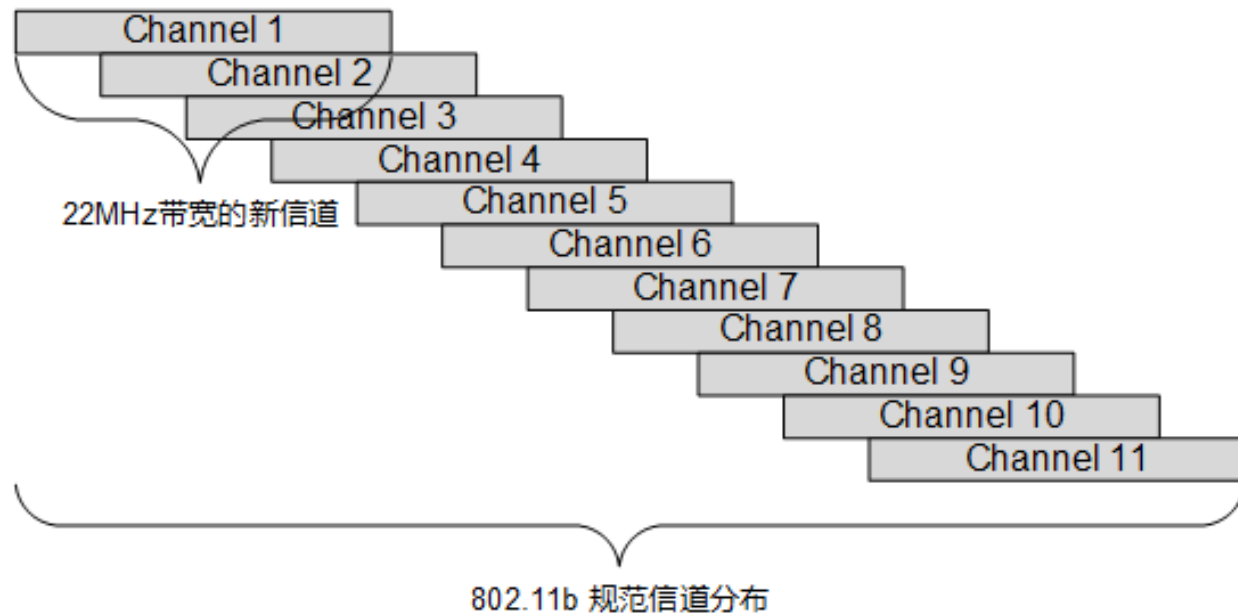 Channel 1
Channel 2
Channel 3
Channel 4
22MHz带宽的新信道
Channel 5
Channel 6
Channel 7
Channel 8
Channel 9
Channel 10
Channel 11
802.11b 规范信道分布